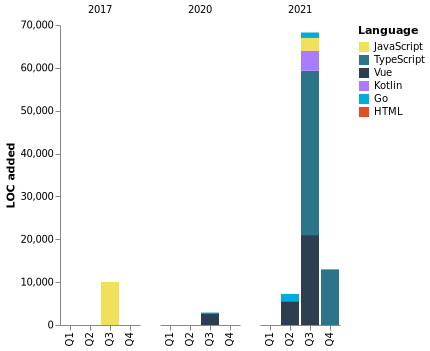 2017 2020 2021
Language
JavaScript
TypeScript
Vue
Kotlin
Go
HTML
LOC added
70,000
60,000
50,000
40,000
30,000
20,000
10,000
0
Q1 Q2 Q3 Q4 Q1 Q2 Q3 Q4 Q1 Q2 Q3 Q4